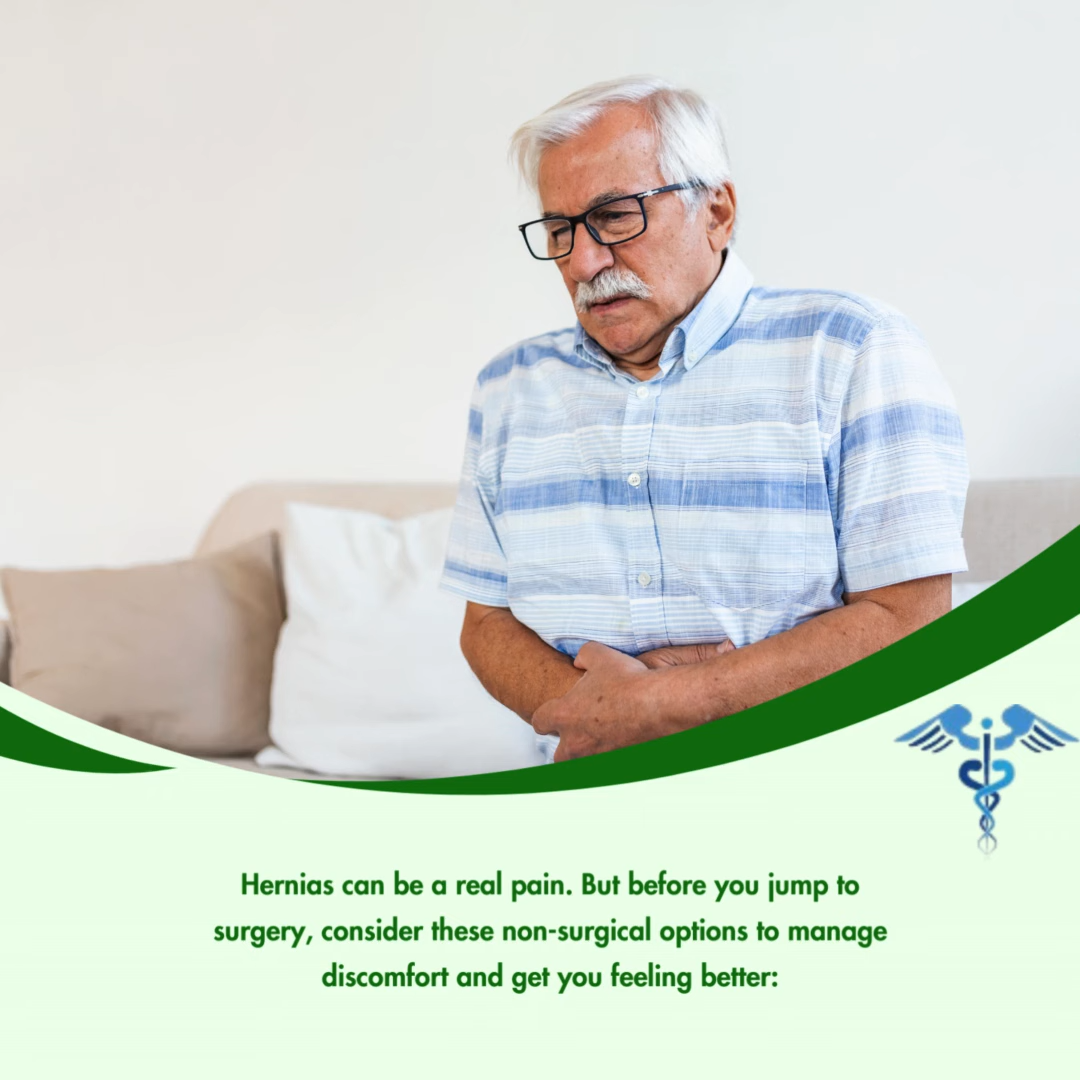 Hernias can be a real pain. But before you jump to
surgery, consider these non-surgical options to manage
discomfort and get you feeling better: